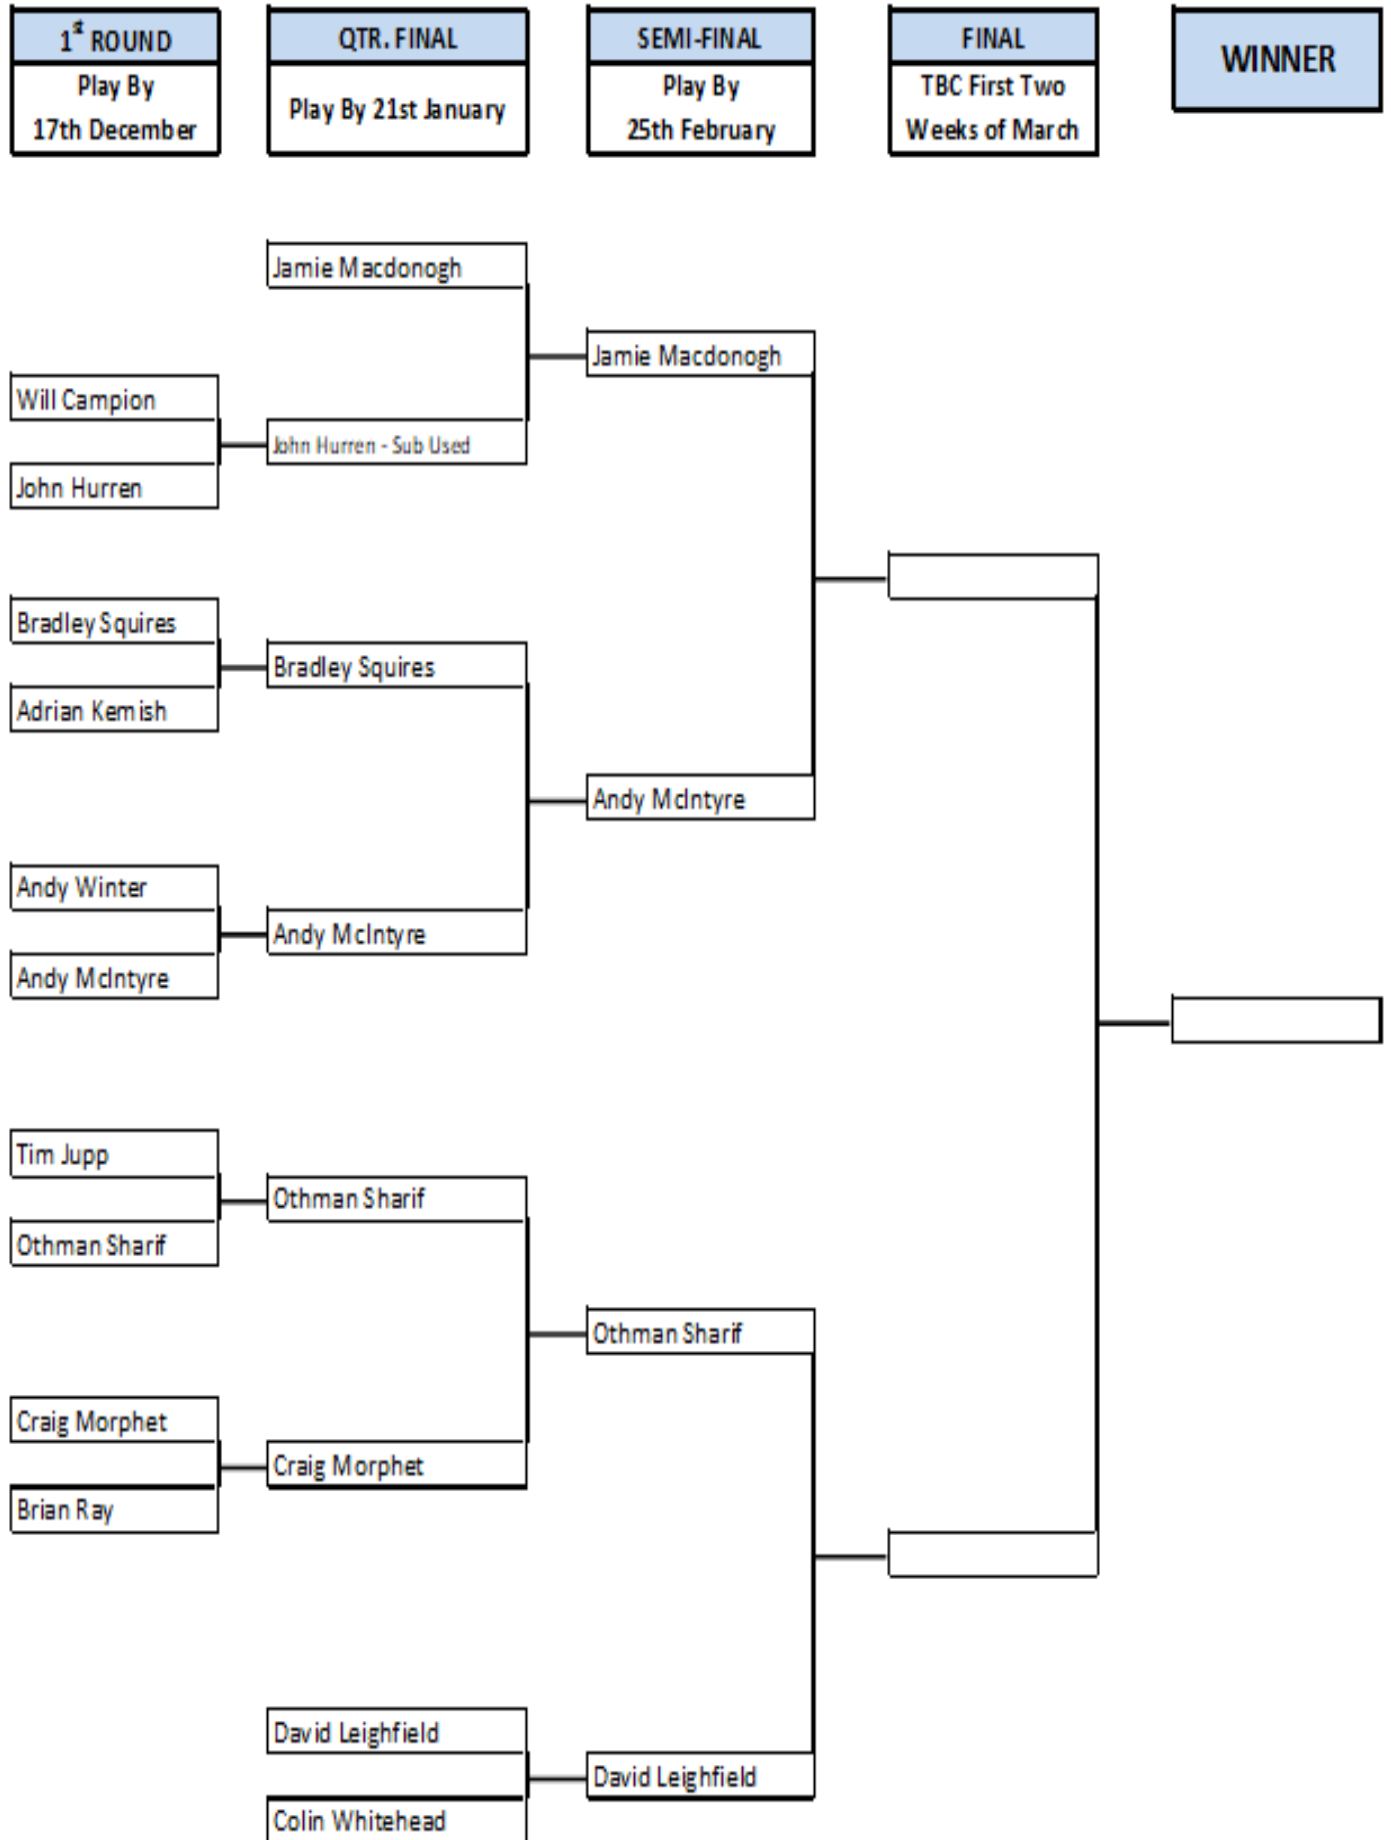 1st ROUND
Play By
17th December
QTR. FINAL
Play By 21st January
SEMI-FINAL
Play By
25th February
FINAL
TBC First Two
Weeks of March
WINNER
Jamie Macdonogh
Jamie Macdonogh
Will Campion
John Hurren - Sub Used
John Hurren
Bradley Squires
Bradley Squires
Adrian Kemish
Andy McIntyre
Andy Winter
Andy McIntyre
Andy McIntyre
Tim Jupp
Othman Sharif
Othman Sharif
Othman Sharif
Craig Morphet
Craig Morphet
Brian Ray
David Leighfield
David Leighfield
Colin Whitehead